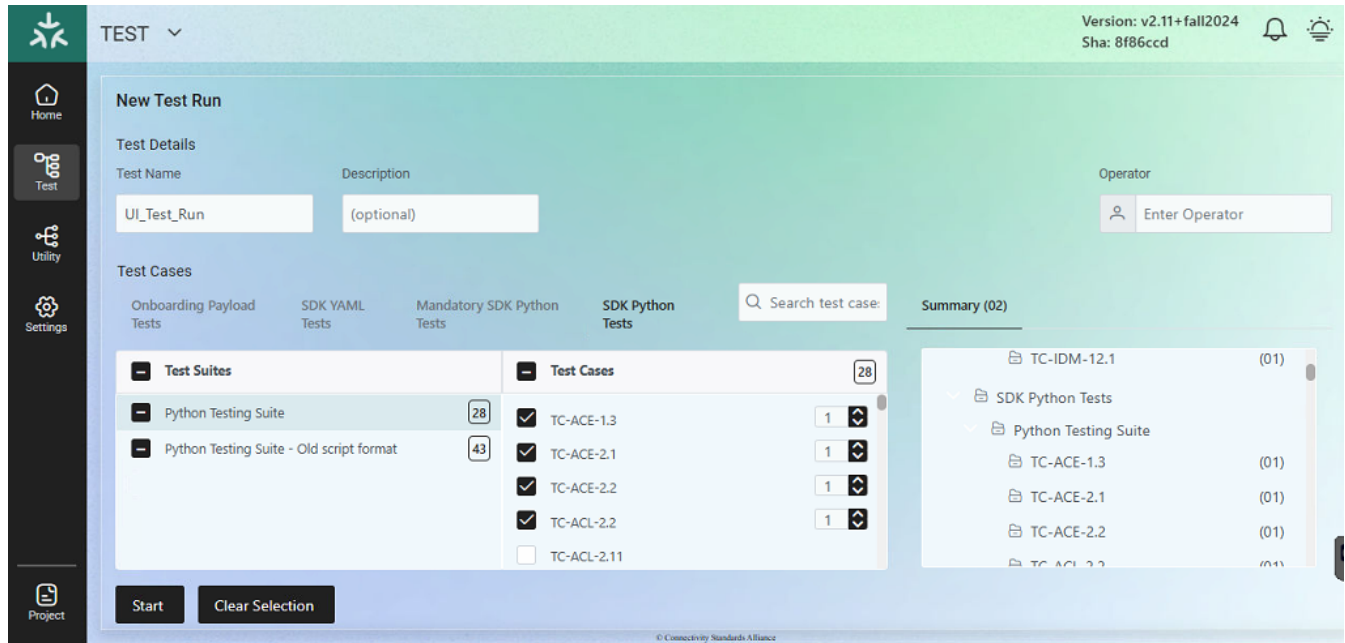 TEST
Version: v2.11+fall2024
Sha: 8f86ccd
Home
Test
Utility
Settings
Project
New Test Run
Test Details
Test Name
Description
Operator
UI_Test_Run
(optional)
Enter Operator
Test Cases
Onboarding Payload
Tests
SDK YAML
Tests
Mandatory SDK Python
Tests
SDK Python
Tests
Search test case:
Summary (02)
Test Suites
Python Testing Suite 28
Python Testing Suite - Old script format 43
Test Cases 28
TC-ACE-1.3 1
TC-ACE-2.1 1
TC-ACE-2.2 1
TC-ACL-2.2 1
TC-ACL-2.11
TC-IDM-12.1 (01)
SDK Python Tests
Python Testing Suite
TC-ACE-1.3 (01)
TC-ACE-2.1 (01)
TC-ACE-2.2 (01)
TC-ACL-2.2 (01)
Start
Clear Selection
© Connectivity Standards Alliance